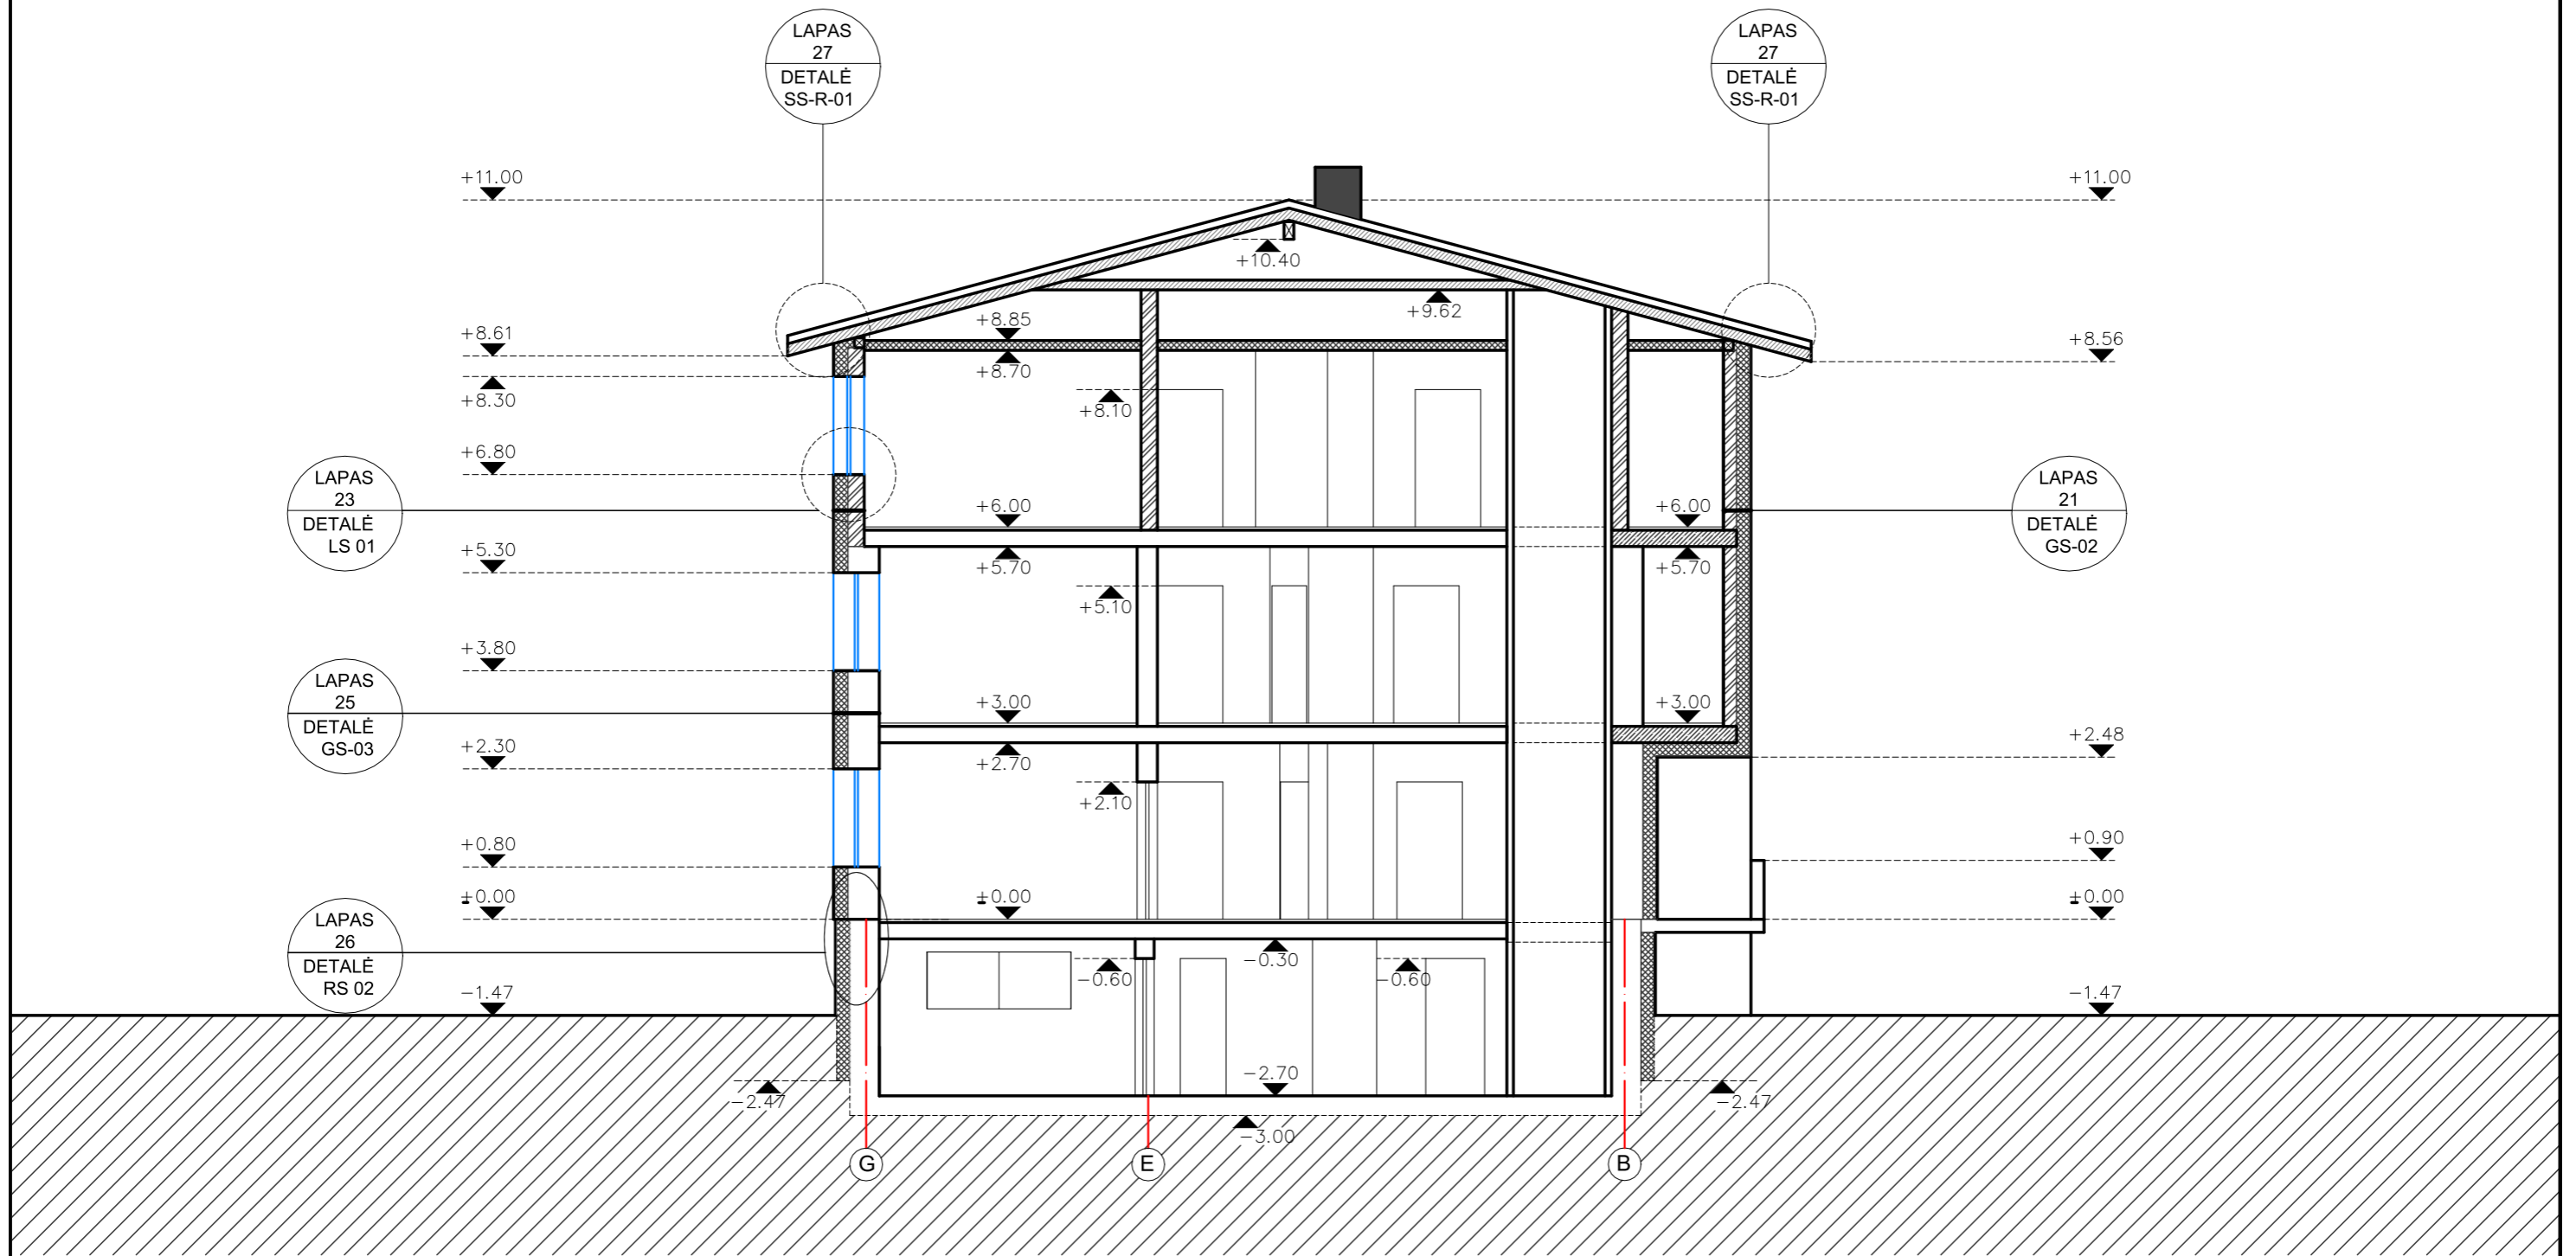 LAPAS
27
DETALĖ
SS-R-01
LAPAS
27
DETALĖ
SS-R-01
+11.00
+11.00
+10.40
+9.62
+8.85
+8.61
+8.56
+8.70
+8.30
+8.10
+6.80
LAPAS
23
DETALĖ
LS 01
LAPAS
21
DETALĖ
GS-02
+6.00
+6.00
+5.30
+5.70
+5.70
+5.10
+3.80
LAPAS
25
DETALĖ
GS-03
+3.00
+3.00
+2.30
+2.70
+2.48
+2.10
+0.80
+0.90
±0.00
±0.00
±0.00
LAPAS
26
DETALĖ
RS 02
-0.60
-0.30
-0.60
-1.47
-1.47
-2.70
-2.47
-2.47
-3.00
G
E
B